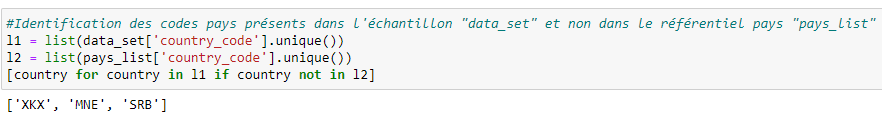 #Identification des codes pays présents dans l'échantillon "data_set" et non dans le référentiel pays "pays_list"
l1 = list(data_set['country_code'].unique())
l2 = list(pays_list['country_code'].unique())
[country for country in l1 if country not in l2]
['XKX', 'MNE', 'SRB']